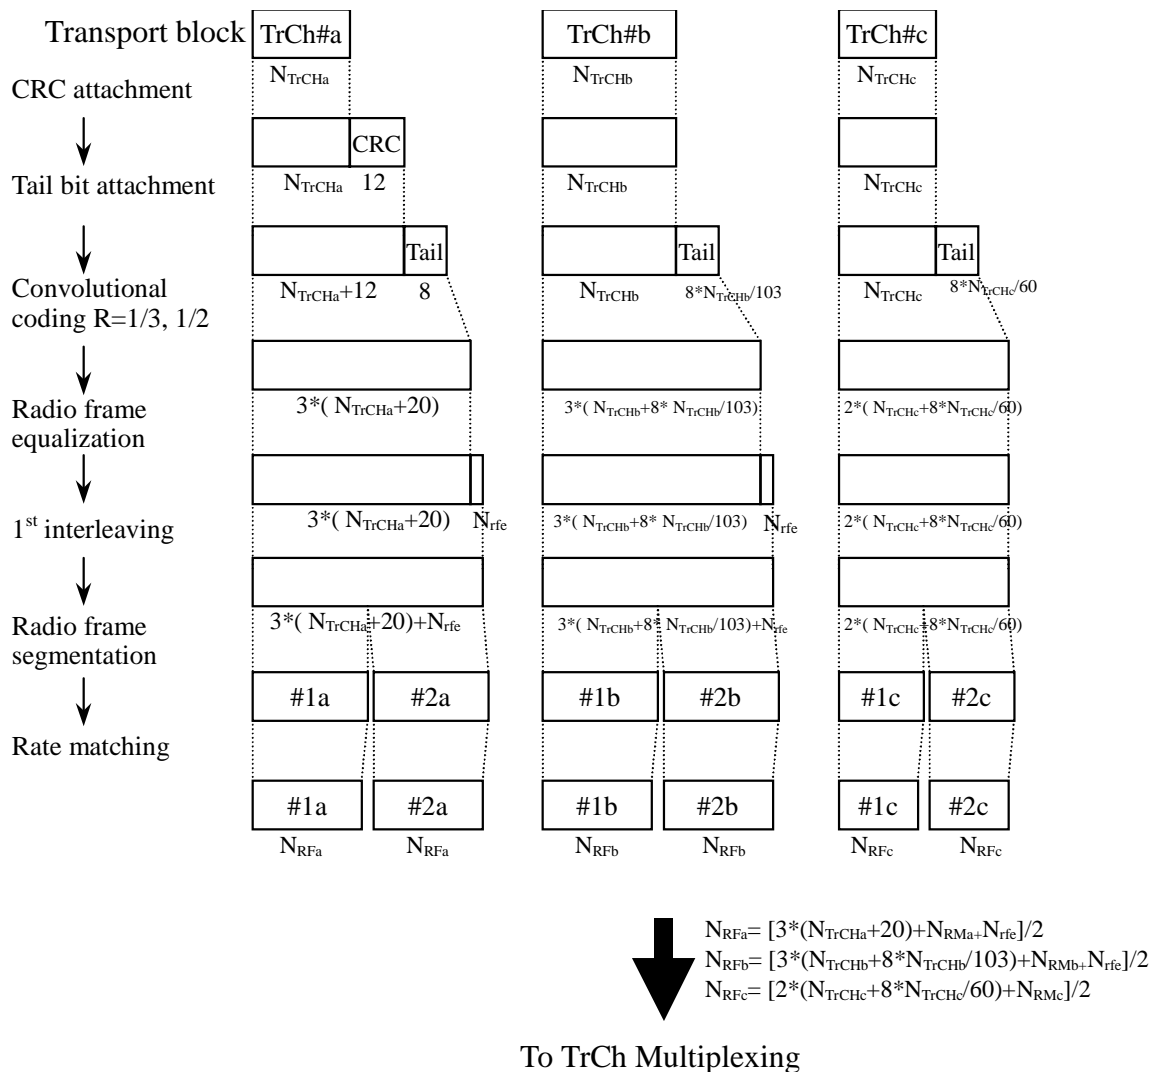 Transport block TrCh#a TrCh#b TrCh#c
N_TrCHa N_TrCHb N_TrCHc
CRC attachment
CRC
Tail bit attachment
N_TrCHa 12 N_TrCHb N_TrCHc
Tail Tail Tail
N_TrCHa+12 8 N_TrCHb 8*N_TrCHb/103 N_TrCHc 8*N_TrCHc/60
Convolutional
coding R=1/3, 1/2
3*( N_TrCHa+20) 3*( N_TrCHb+8* N_TrCHb/103) 2*( N_TrCHc+8*N_TrCHc/60)
Radio frame
equalization
3*( N_TrCHa+20) N_rfe 3*( N_TrCHb+8* N_TrCHb/103) N_rfe 2*( N_TrCHc+8*N_TrCHc/60)
1st interleaving
3*( N_TrCHa+20)+N_rfe 3*( N_TrCHb+8* N_TrCHb/103)+N_rfe 2*( N_TrCHc+8*N_TrCHc/60)
Radio frame
segmentation
#1a #2a #1b #2b #1c #2c
Rate matching
#1a #2a #1b #2b #1c #2c
N_RFa N_RFa N_RFb N_RFb N_RFc N_RFc
N_RFa= [3*(N_TrCHa+20)+N_RMa+N_rfe]/2
N_RFb= [3*(N_TrCHb+8*N_TrCHb/103)+N_RMb+N_rfe]/2
N_RFc= [2*(N_TrCHc+8*N_TrCHc/60)+N_RMc]/2
To TrCh Multiplexing